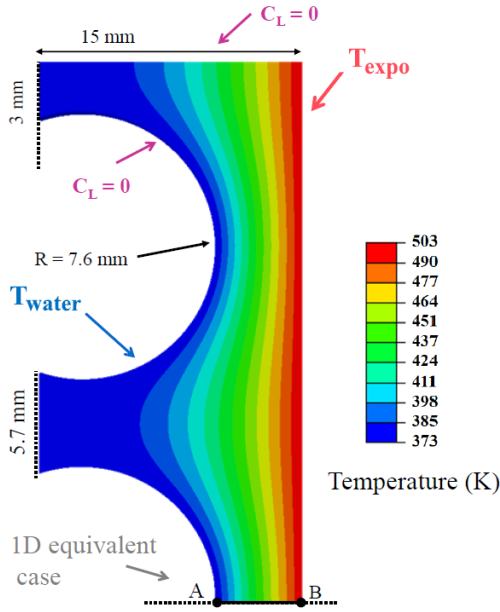 C_L = 0
15 mm
T_expo
3 mm
C_L = 0
R = 7.6 mm
T_water
503
490
477
464
451
437
424
411
398
385
373
Temperature (K)
5.7 mm
1D equivalent
case
A
B